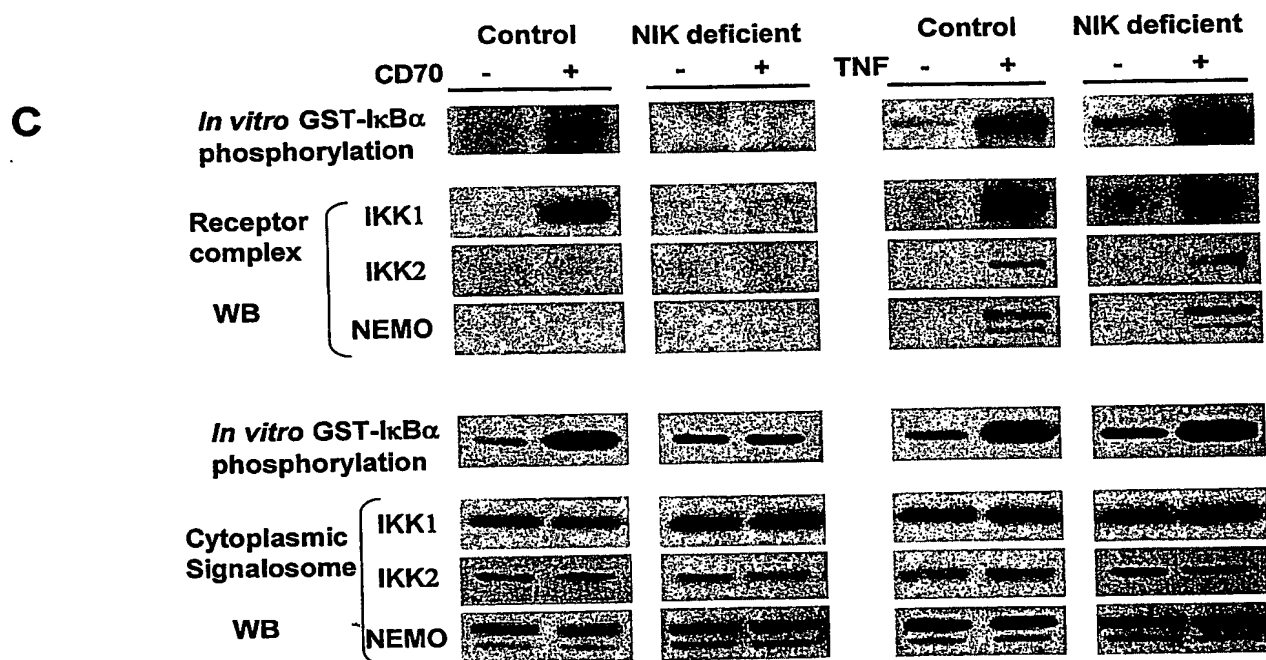 Control NIK deficient Control NIK deficient
CD70 - + - + TNF - + - +
C
In vitro GST-IκBα
phosphorylation
Receptor
complex
WB
IKK1
IKK2
NEMO
In vitro GST-IκBα
phosphorylation
Cytoplasmic
Signalosome
WB
IKK1
IKK2
NEMO